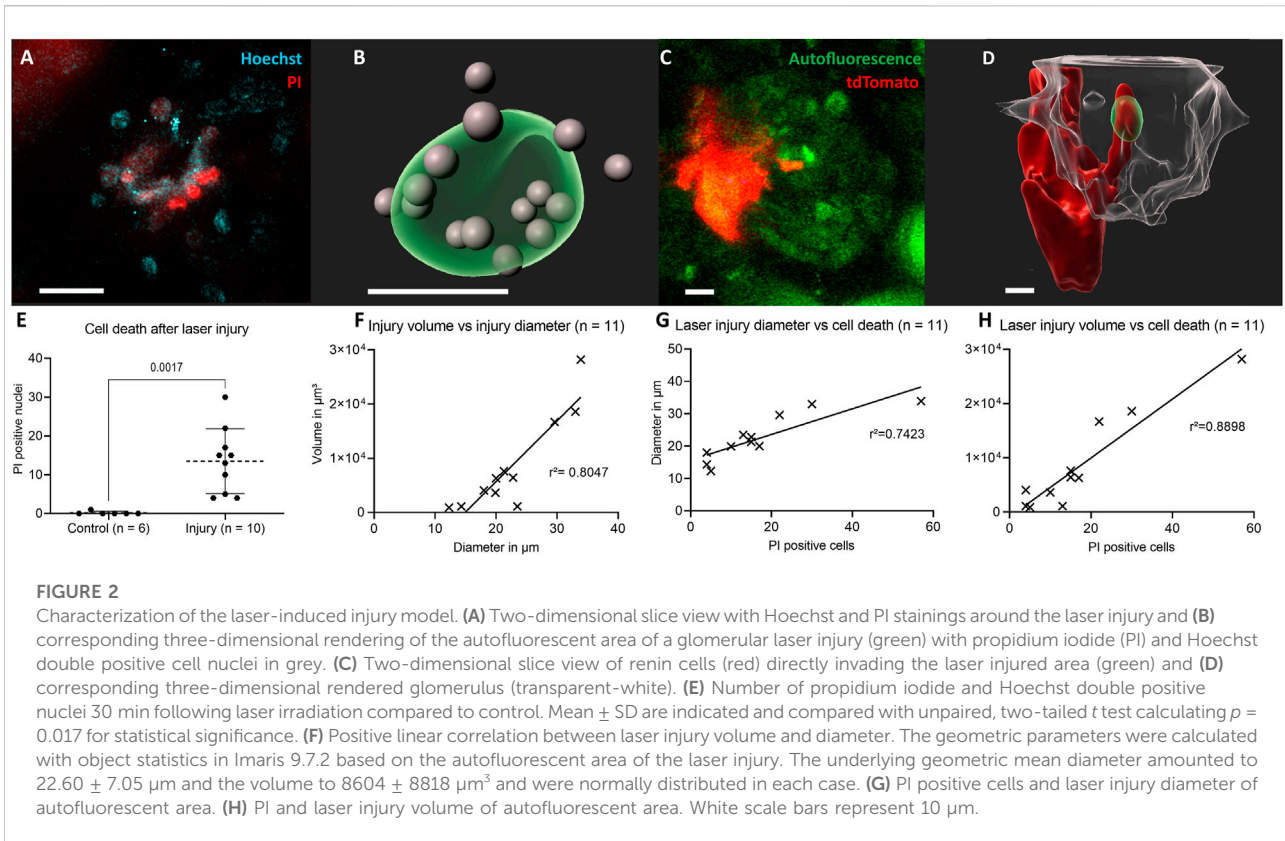 A
Hoechst
PI
B
C
Autofluorescence
tdTomato
D
E
Cell death after laser injury
0.0017
40
30
20
10
0
PI positive nuclei
Control (n = 6)
Injury (n = 10)
F
Injury volume vs injury diameter (n = 11)
3×10⁴
2×10⁴
1×10⁴
0
Volume in µm³
r²= 0.8047
0
10
20
30
40
Diameter in µm
G
Laser injury diameter vs cell death (n = 11)
50
40
30
20
10
0
Diameter in µm
r²=0.7423
0
20
40
60
PI positive cells
H
Laser injury volume vs cell death (n = 11)
3×10⁴
2×10⁴
1×10⁴
0
r²=0.8898
0
20
40
60
PI positive cells
FIGURE 2
Characterization of the laser-induced injury model. (A) Two-dimensional slice view with Hoechst and PI stainings around the laser injury and (B)
corresponding three-dimensional rendering of the autofluorescent area of a glomerular laser injury (green) with propidium iodide (PI) and Hoechst
double positive cell nuclei in grey. (C) Two-dimensional slice view of renin cells (red) directly invading the laser injured area (green) and (D)
corresponding three-dimensional rendered glomerulus (transparent-white). (E) Number of propidium iodide and Hoechst double positive
nuclei 30 min following laser irradiation compared to control. Mean ± SD are indicated and compared with unpaired, two-tailed t test calculating p =
0.017 for statistical significance. (F) Positive linear correlation between laser injury volume and diameter. The geometric parameters were calculated
with object statistics in Imaris 9.7.2 based on the autofluorescent area of the laser injury. The underlying geometric mean diameter amounted to
22.60 ± 7.05 µm and the volume to 8604 ± 8818 µm³ and were normally distributed in each case. (G) PI positive cells and laser injury diameter of
autofluorescent area. (H) PI and laser injury volume of autofluorescent area. White scale bars represent 10 µm.